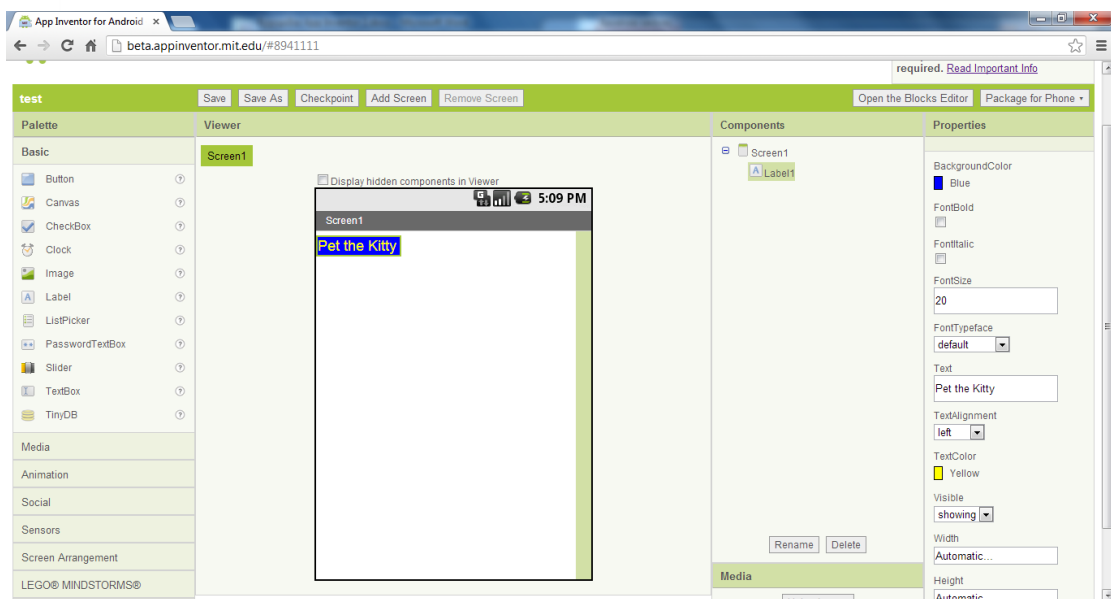 App Inventor for Android
beta.appinventor.mit.edu/#8941111
required. Read Important Info
test
Save
Save As
Checkpoint
Add Screen
Remove Screen
Open the Blocks Editor
Package for Phone
Palette
Viewer
Components
Properties
Basic
Button
Canvas
CheckBox
Clock
Image
Label
ListPicker
PasswordTextBox
Slider
TextBox
TinyDB
Media
Animation
Social
Sensors
Screen Arrangement
LEGO® MINDSTORMS®
Screen1
Display hidden components in Viewer
5:09 PM
Screen1
Pet the Kitty
Screen1
Label1
Rename
Delete
Media
BackgroundColor
Blue
FontBold
FontItalic
FontSize
20
FontTypeface
default
Text
Pet the Kitty
TextAlignment
left
TextColor
Yellow
Visible
showing
Width
Automatic...
Height
Automatic